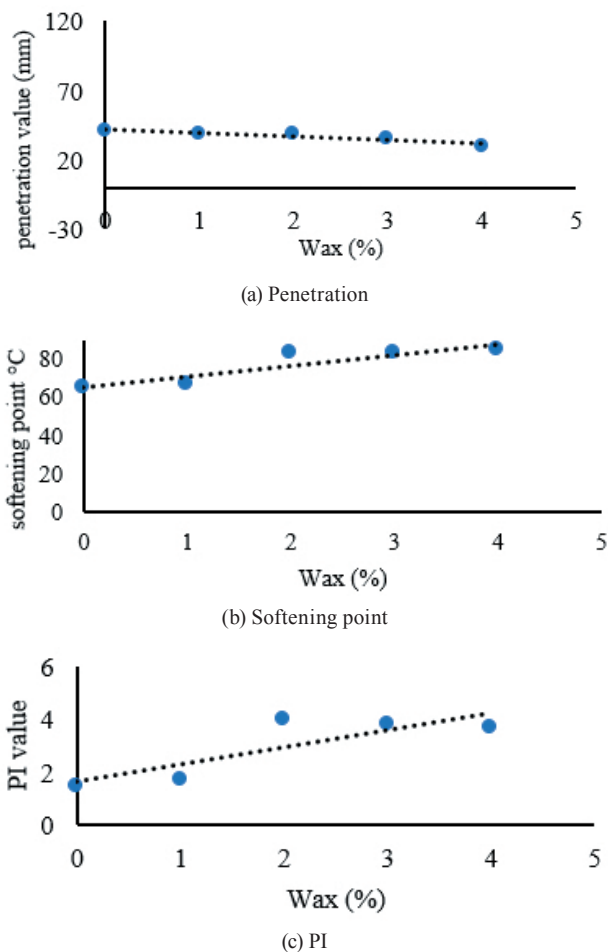 120
70
20
-30
penetration value (mm)
0 1 2 3 4 5
Wax (%)
(a) Penetration
80
60
40
20
0
softening point °C
0 1 2 3 4 5
Wax (%)
(b) Softening point
6
4
2
0
PI value
0 1 2 3 4 5
Wax (%)
(c) PI